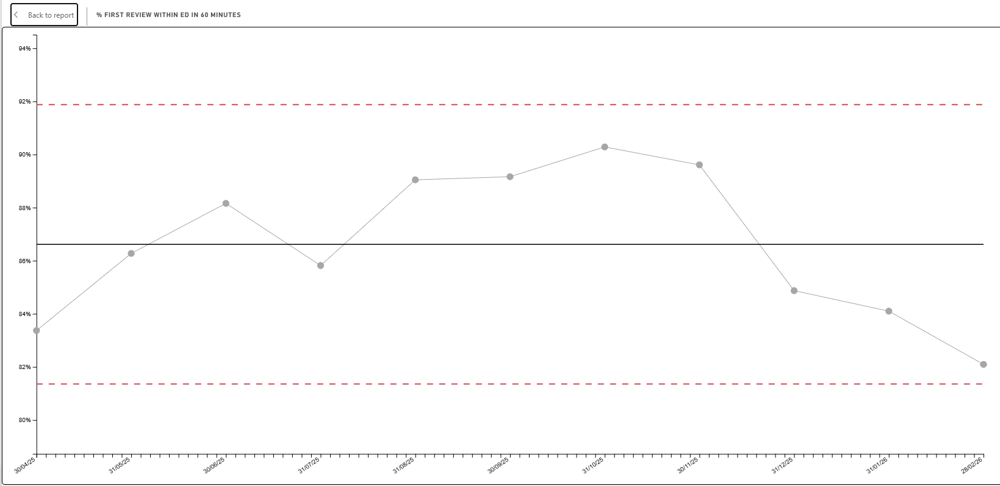 Back to report
% FIRST REVIEW WITHIN ED IN 60 MINUTES
94%
92%
90%
88%
86%
84%
82%
80%
30/04/25 31/05/25 30/06/25 31/07/25 31/08/25 30/09/25 31/10/25 30/11/25 31/12/25 31/01/26 28/02/26